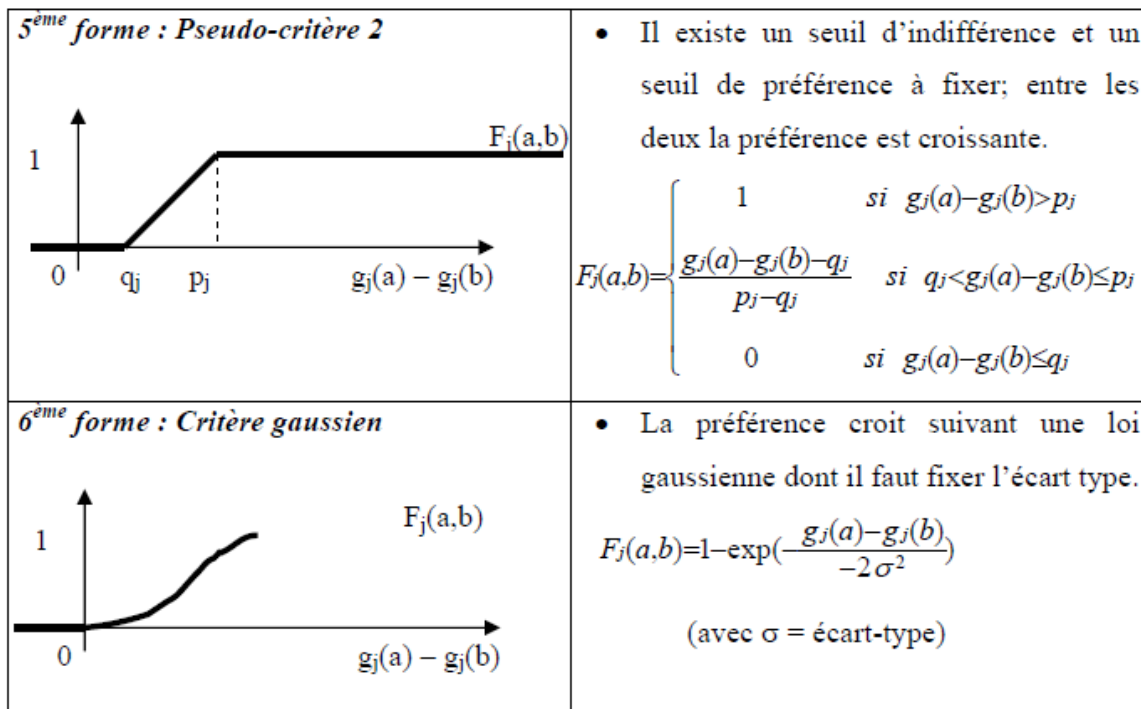 5ème forme : Pseudo-critère 2
1
Fj(a,b)
0
qj
pj
gj(a) – gj(b)
• Il existe un seuil d’indifférence et un
seuil de préférence à fixer; entre les
deux la préférence est croissante.
1 si gj(a)−gj(b)>pj
Fj(a,b)={ gj(a)−gj(b)−qj / pj−qj si qj<gj(a)−gj(b)≤pj
0 si gj(a)−gj(b)≤qj
6ème forme : Critère gaussien
1
Fj(a,b)
0
gj(a) – gj(b)
• La préférence croit suivant une loi
gaussienne dont il faut fixer l’écart type.
Fj(a,b)=1−exp(−gj(a)−gj(b) / −2σ²)
(avec σ = écart-type)